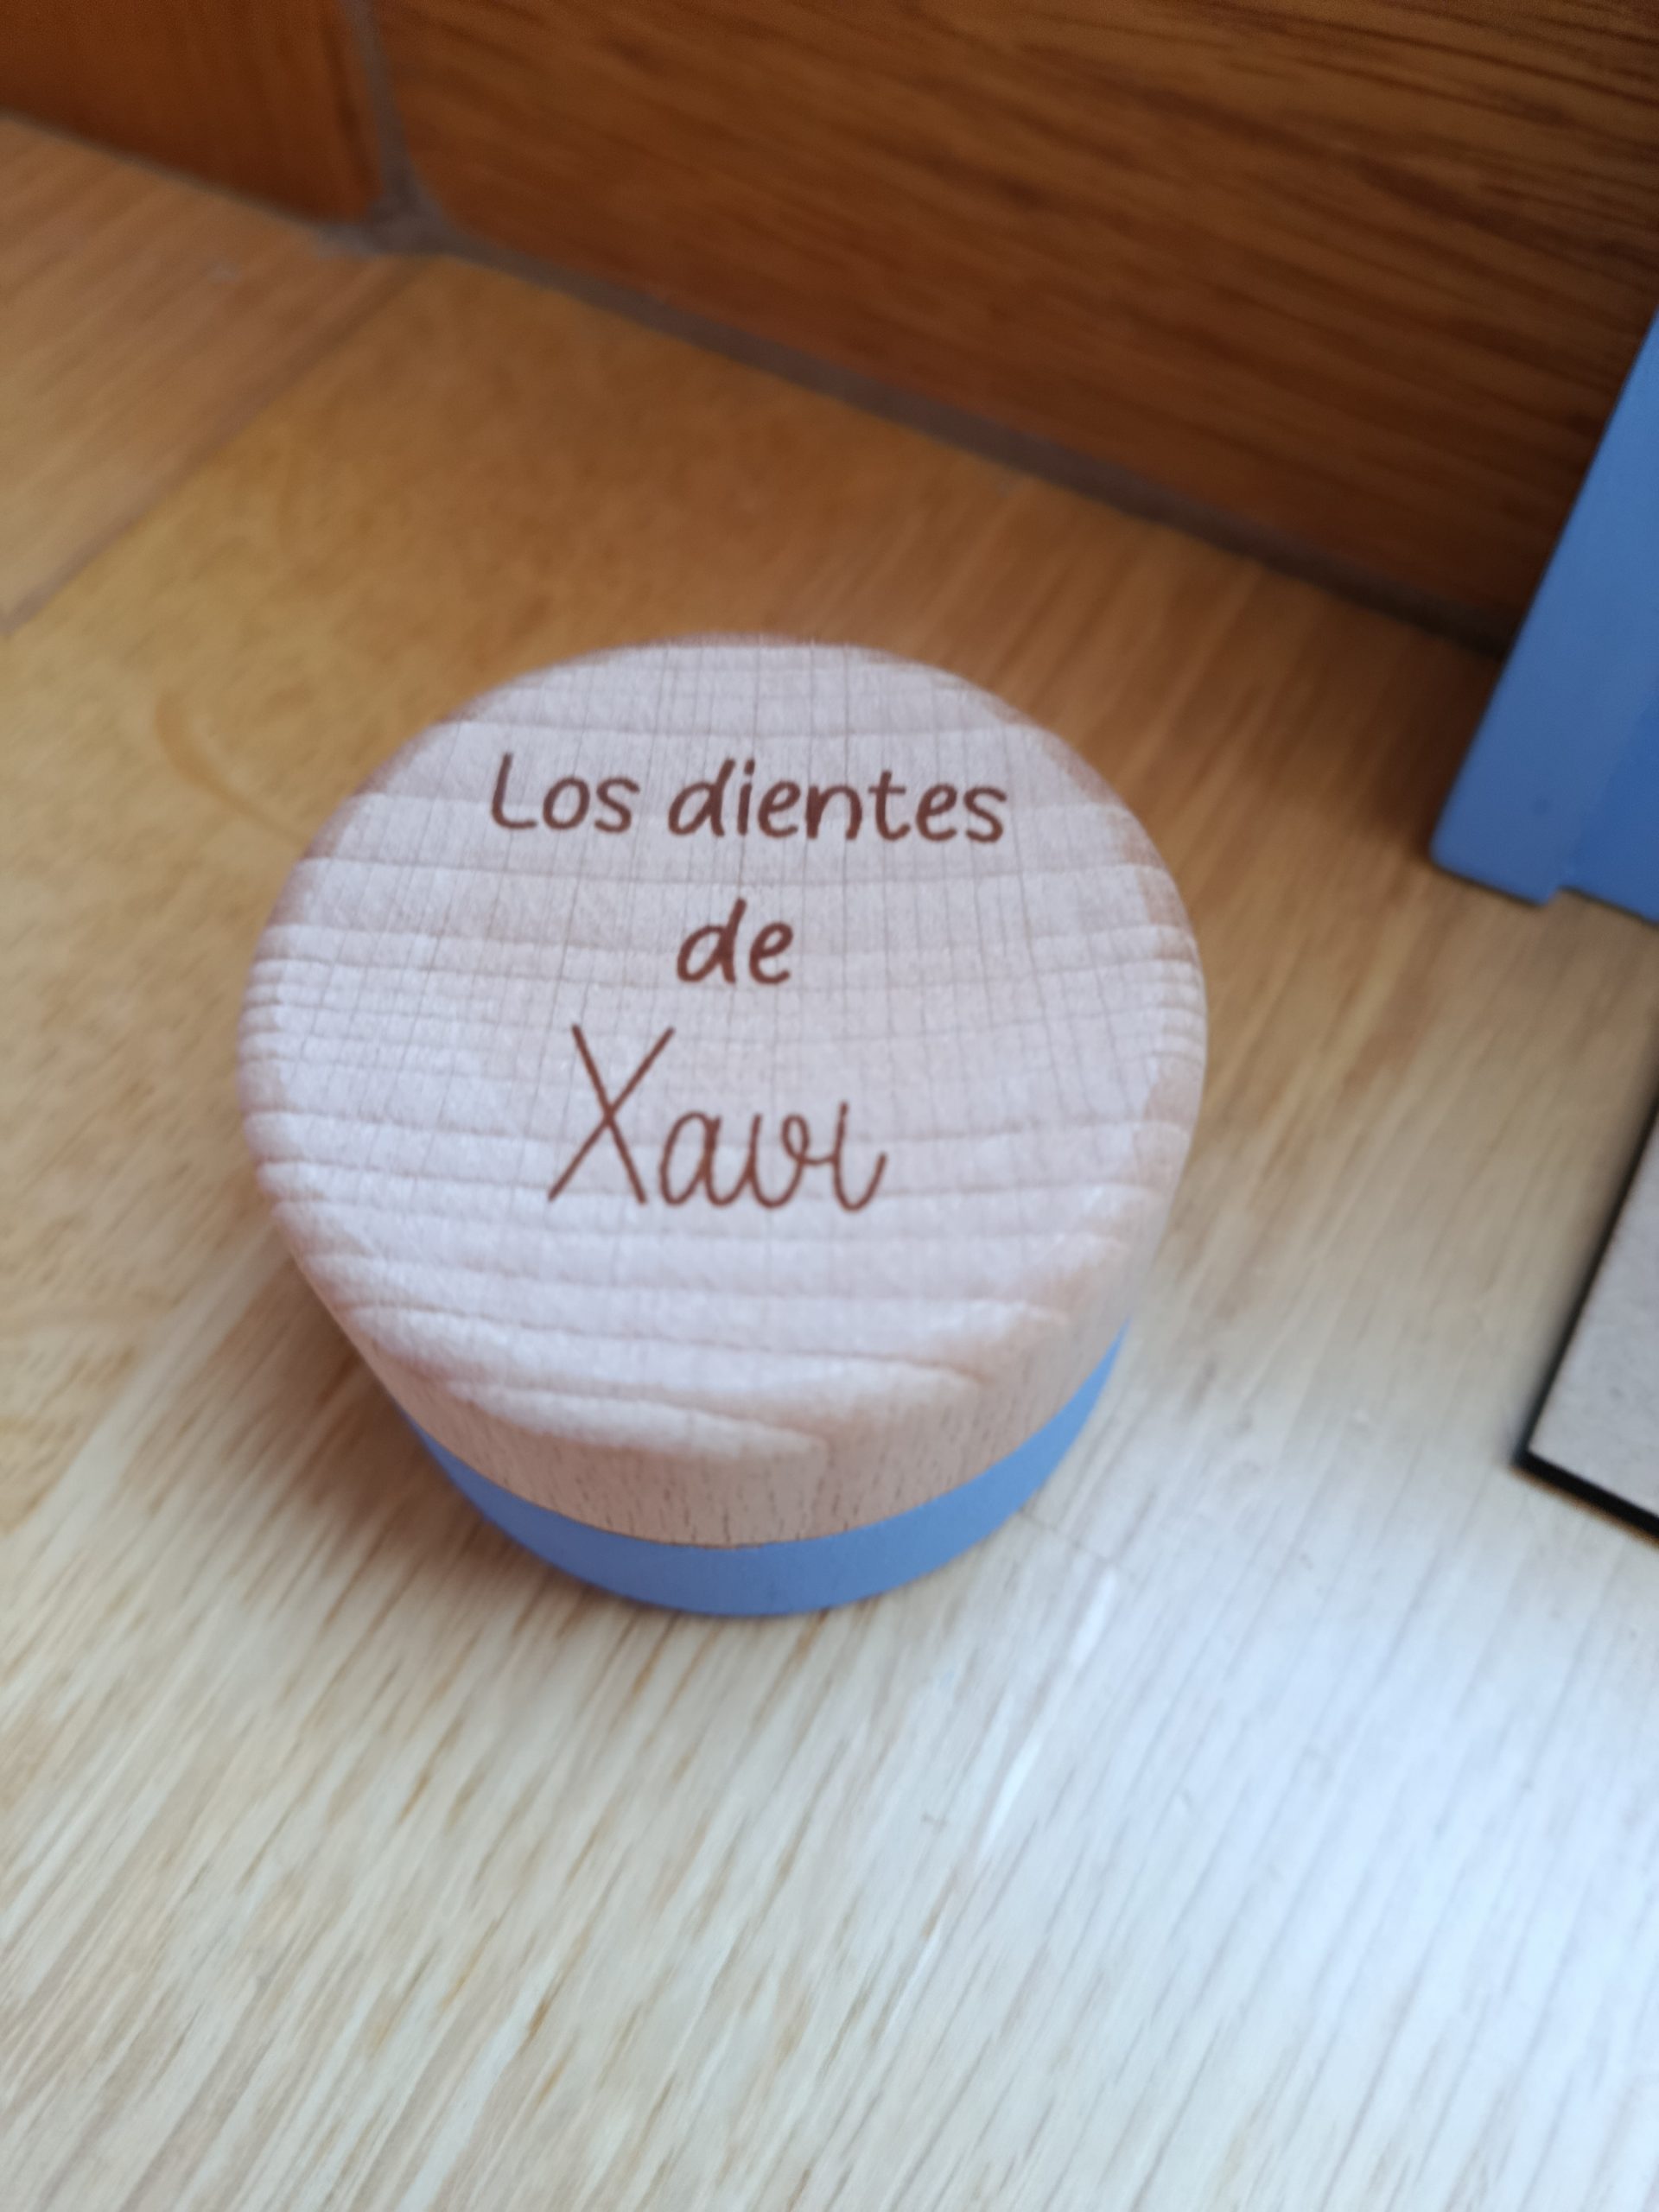 Los dientes
de
Xavi